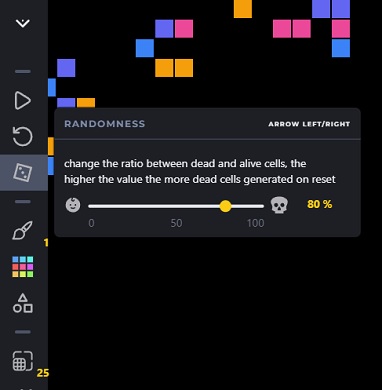 RANDOMNESS ARROW LEFT/RIGHT
change the ratio between dead and alive cells, the
higher the value the more dead cells generated on reset
80 %
0 50 100
1
25